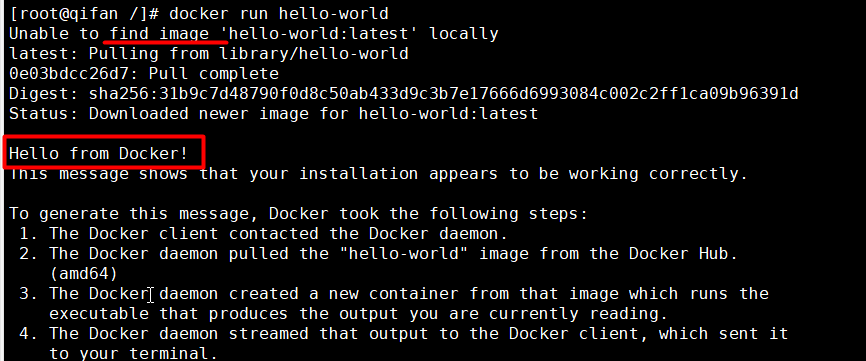 [root@qifan /]# docker run hello-world
Unable to find image 'hello-world:latest' locally
latest: Pulling from library/hello-world
0e03bdcc26d7: Pull complete
Digest: sha256:31b9c7d48790f0d8c50ab433d9c3b7e17666d6993084c002c2ff1ca09b96391d
Status: Downloaded newer image for hello-world:latest
Hello from Docker!
This message shows that your installation appears to be working correctly.
To generate this message, Docker took the following steps:
1. The Docker client contacted the Docker daemon.
2. The Docker daemon pulled the "hello-world" image from the Docker Hub.
(amd64)
3. The Docker daemon created a new container from that image which runs the
executable that produces the output you are currently reading.
4. The Docker daemon streamed that output to the Docker client, which sent it
to your terminal.